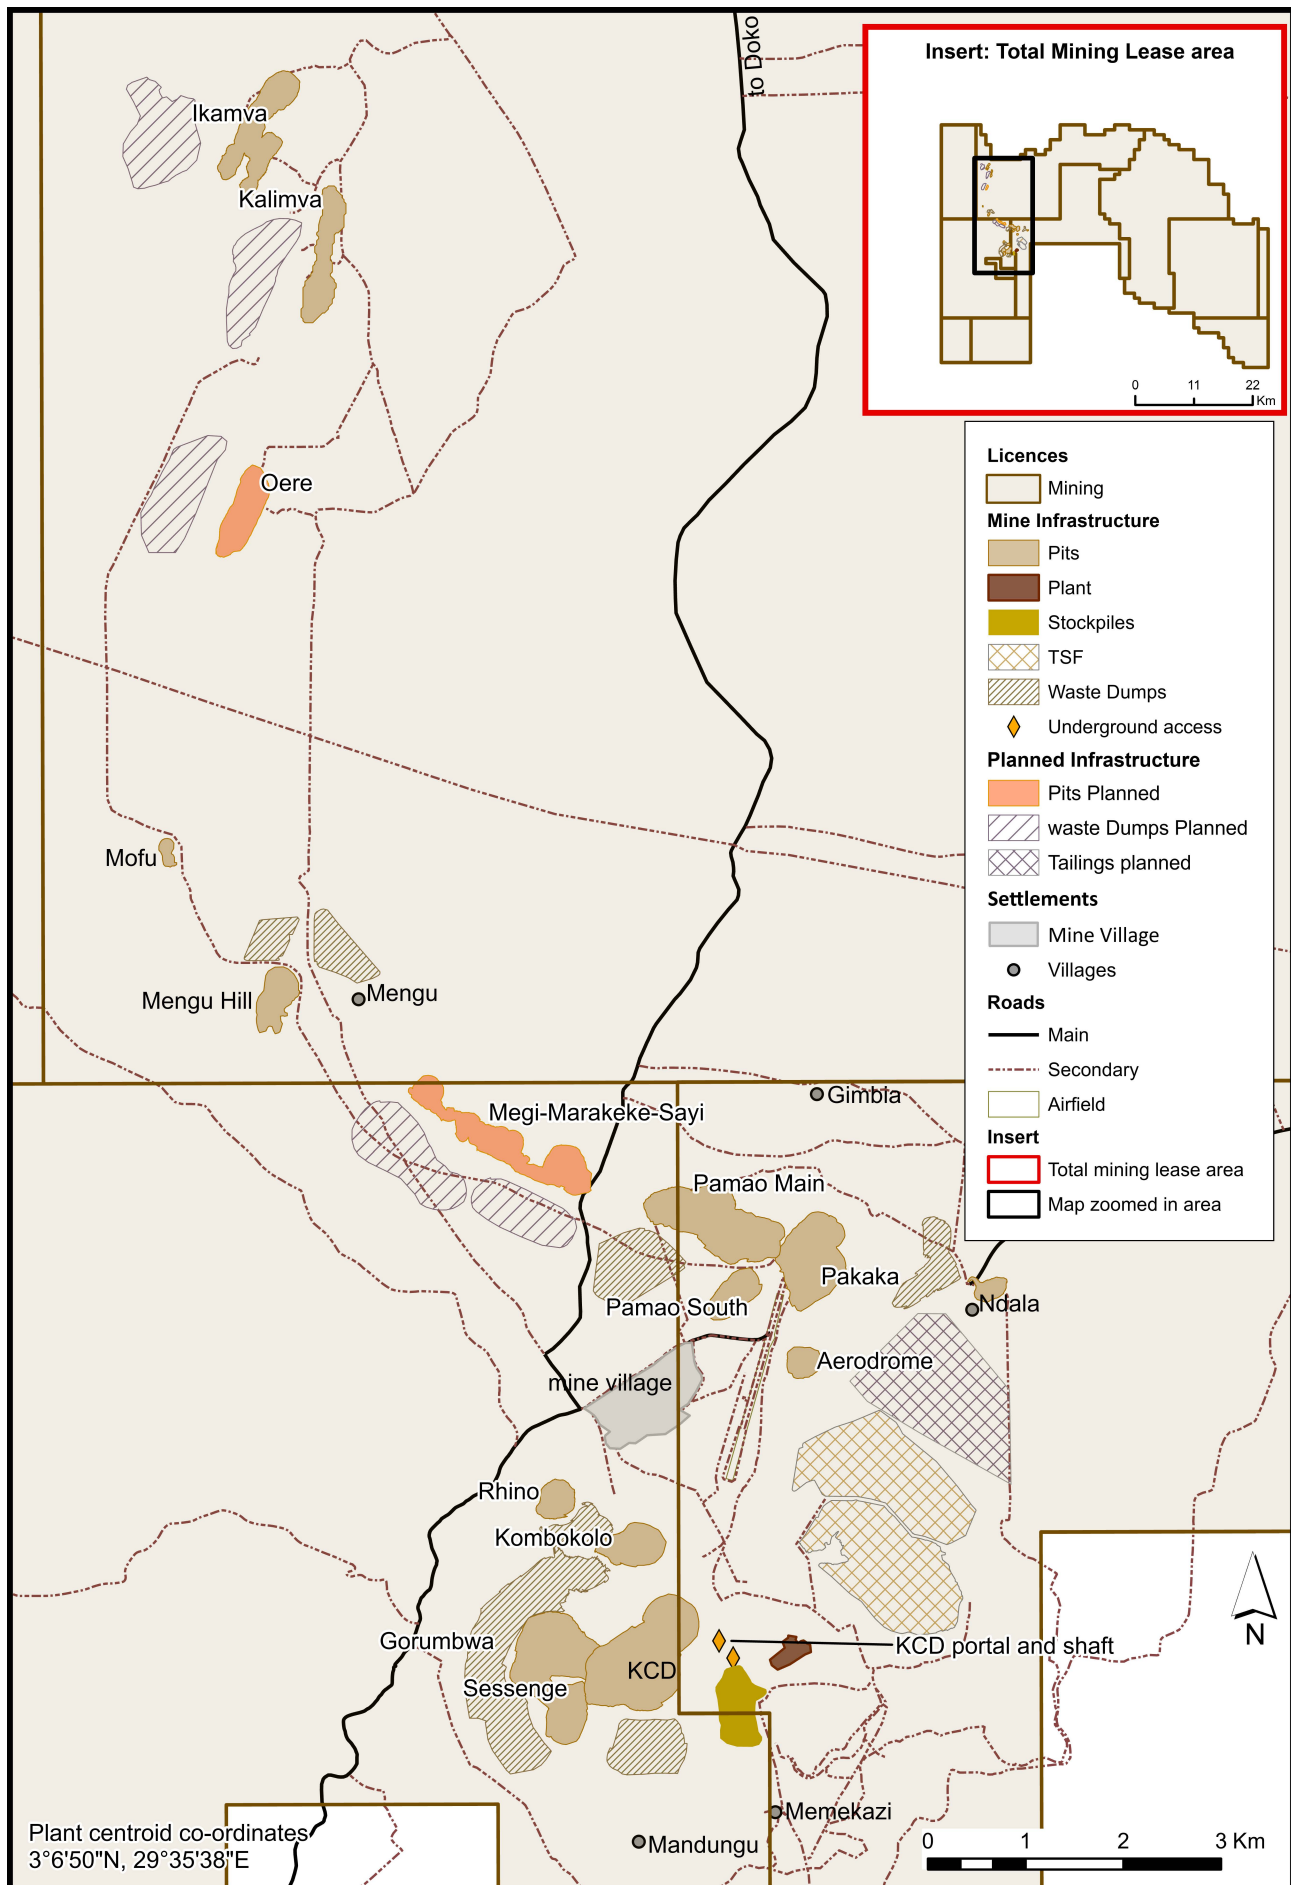 to Doko
Insert: Total Mining Lease area
0 11 22
Km
Ikamva
Kalimva
Oere
Mofu
Mengu Hill
Mengu
Megi-Marakeke-Sayi
Gimbia
Pamao Main
Pakaka
Pamao South
Ndala
Aerodrome
mine village
Rhino
Kombokolo
Gorumbwa
KCD
Sessenge
KCD portal and shaft
Memekazi
Mandungu
Licences
Mining
Mine Infrastructure
Pits
Plant
Stockpiles
TSF
Waste Dumps
Underground access
Planned Infrastructure
Pits Planned
waste Dumps Planned
Tailings planned
Settlements
Mine Village
Villages
Roads
Main
Secondary
Airfield
Insert
Total mining lease area
Map zoomed in area
N
0 1 2 3 Km
Plant centroid co-ordinates
3°6'50"N, 29°35'38"E